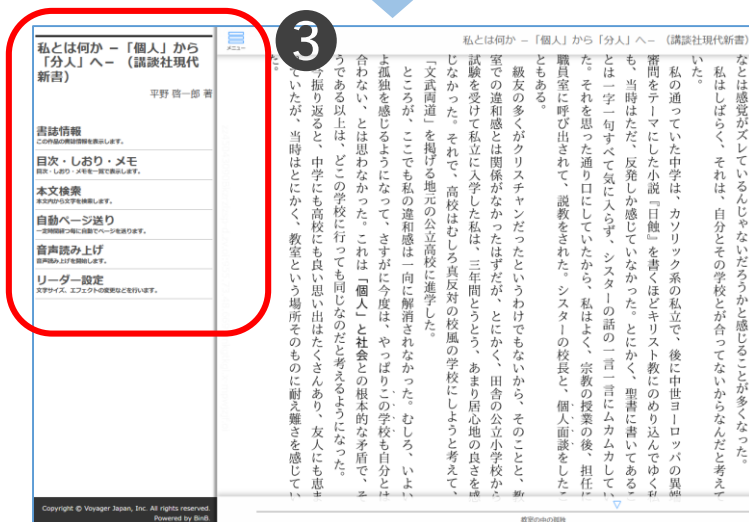 3
私とは何か －「個人」から
「分人」へ－ （講談社現代
新書）
平野 啓一郎 著
書誌情報
この作品の書誌情報を表示します。
目次・しおり・メモ
目次・しおり・メモを一覧で表示します。
本文検索
本文内から文字を検索します。
自動ページ送り
一定時間経つ毎に自動でページを送ります。
音声読み上げ
音声読み上げを開始します。
リーダー設定
文字サイズ、エフェクトの変更などを行います。
Copyright © Voyager Japan, Inc. All rights reserved.
Powered by BinB.
メニュー
私とは何か －「個人」から「分人」へ－ （講談社現代新書）
なとは感覚がズレているんじゃないだろうかと感じることが多くなった。
私はしばらく、それは、自分とその学校とが合ってないからなんだと考えて
いた。
私の通っていた中学は、カソリック系の私立で、後に中世ヨーロッパの異端
審問をテーマにした小説『日蝕』を書くほどキリスト教にのめり込んでゆく私
も、当時はただ、反発しか感じていなかった。とにかく、聖書に書いてあるこ
とは一字一句すべて気に入らず、シスターの話の一言一言にムカムカしてい
た。それを思った通り口にしていたから、私はよく、宗教の授業の後、担任に
職員室に呼び出されて、説教をされた。シスターの校長と、個人面談をしたこ
ともある。
級友の多くがクリスチャンだったというわけでもないから、そのことと、教
室での違和感とは関係がなかったはずだが、とにかく、田舎の公立小学校から
試験を受けて私立に入学した私は、三年間とうとう、あまり居心地の良さを感
じなかった。それで、高校はむしろ真反対の校風の学校にしようと考えて、
「文武両道」を掲げる地元の公立高校に進学した。
ところが、ここでも私の違和感は一向に解消されなかった。むしろ、いよい
よ孤独を感じるようになって、さすがに今度は、やっぱりこの学校も自分とは
合わない、とは思わなかった。これは「個人」と社会との根本的な矛盾で、そ
うである以上は、どこの学校に行っても同じなのだと考えるようになった。
今振り返ると、中学にも高校にも良い思い出はたくさんあり、友人にも恵ま
ていたが、当時はとにかく、教室という場所そのものに耐え難さを感じてい
た。